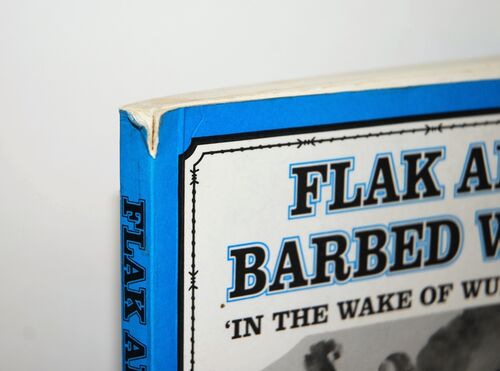 FLAK A
BARBED
'IN THE WAKE OF WU
FLAK A